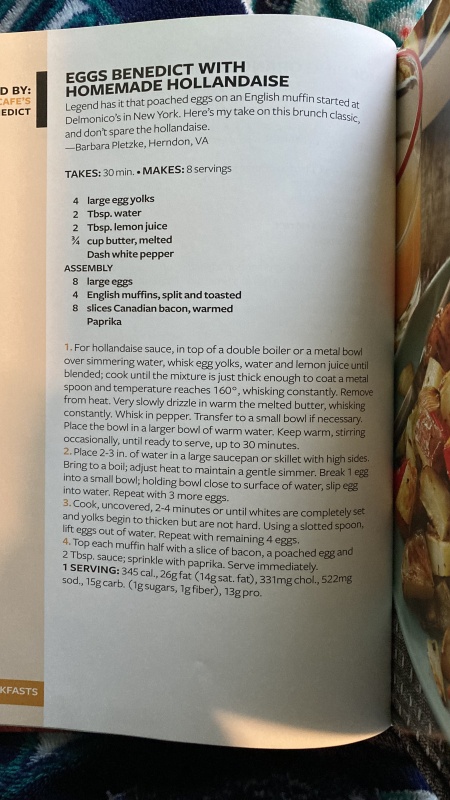 D BY:
CAFE'S
EDICT
EGGS BENEDICT WITH
HOMEMADE HOLLANDAISE
Legend has it that poached eggs on an English muffin started at
Delmonico's in New York. Here's my take on this brunch classic,
and don't spare the hollandaise.
—Barbara Pletzke, Herndon, VA
TAKES: 30 min. • MAKES: 8 servings
4 large egg yolks
2 Tbsp. water
2 Tbsp. lemon juice
¾ cup butter, melted
Dash white pepper
ASSEMBLY
8 large eggs
4 English muffins, split and toasted
8 slices Canadian bacon, warmed
Paprika
1. For hollandaise sauce, in top of a double boiler or a metal bowl
over simmering water, whisk egg yolks, water and lemon juice until
blended; cook until the mixture is just thick enough to coat a metal
spoon and temperature reaches 160°, whisking constantly. Remove
from heat. Very slowly drizzle in warm the melted butter, whisking
constantly. Whisk in pepper. Transfer to a small bowl if necessary.
Place the bowl in a larger bowl of warm water. Keep warm, stirring
occasionally, until ready to serve, up to 30 minutes.
2. Place 2-3 in. of water in a large saucepan or skillet with high sides.
Bring to a boil; adjust heat to maintain a gentle simmer. Break 1 egg
into a small bowl; holding bowl close to surface of water, slip egg
into water. Repeat with 3 more eggs.
3. Cook, uncovered, 2-4 minutes or until whites are completely set
and yolks begin to thicken but are not hard. Using a slotted spoon,
lift eggs out of water. Repeat with remaining 4 eggs.
4. Top each muffin half with a slice of bacon, a poached egg and
2 Tbsp. sauce; sprinkle with paprika. Serve immediately.
1 SERVING: 345 cal., 26g fat (14g sat. fat), 331mg chol., 522mg
sod., 15g carb. (1g sugars, 1g fiber), 13g pro.
KFASTS